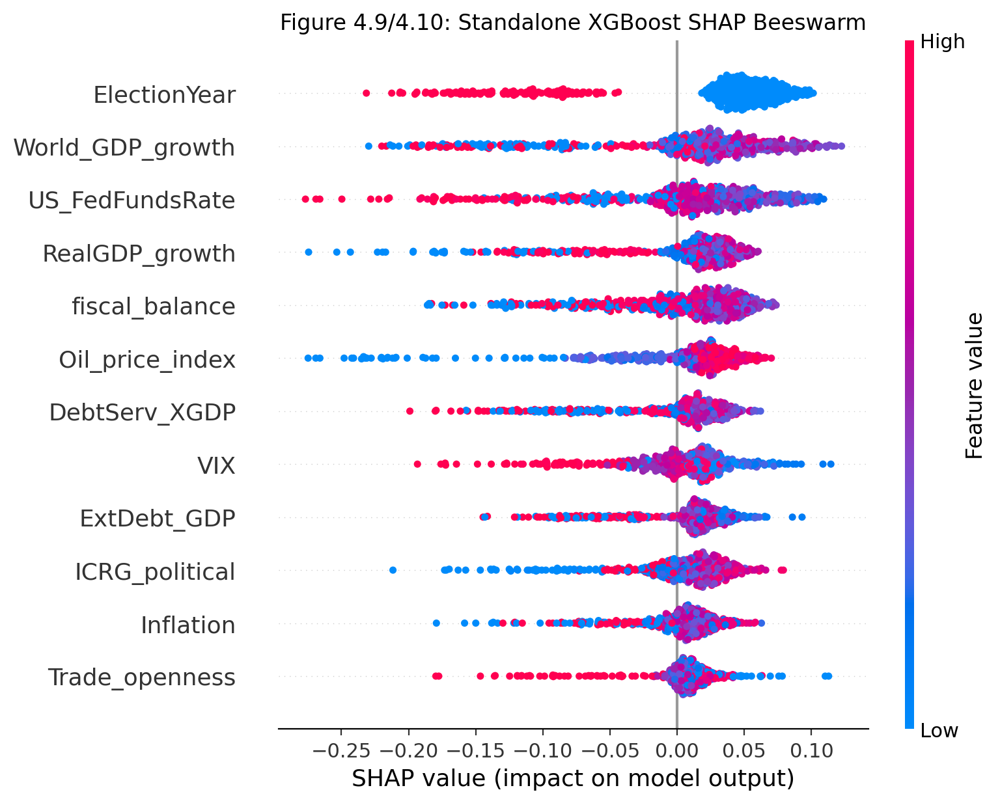 Figure 4.9/4.10: Standalone XGBoost SHAP Beeswarm
High
ElectionYear
World_GDP_growth
US_FedFundsRate
RealGDP_growth
fiscal_balance
Oil_price_index
DebtServ_XGDP
VIX
ExtDebt_GDP
ICRG_political
Inflation
Trade_openness
Feature value
Low
−0.25 −0.20 −0.15 −0.10 −0.05 0.00 0.05 0.10
SHAP value (impact on model output)